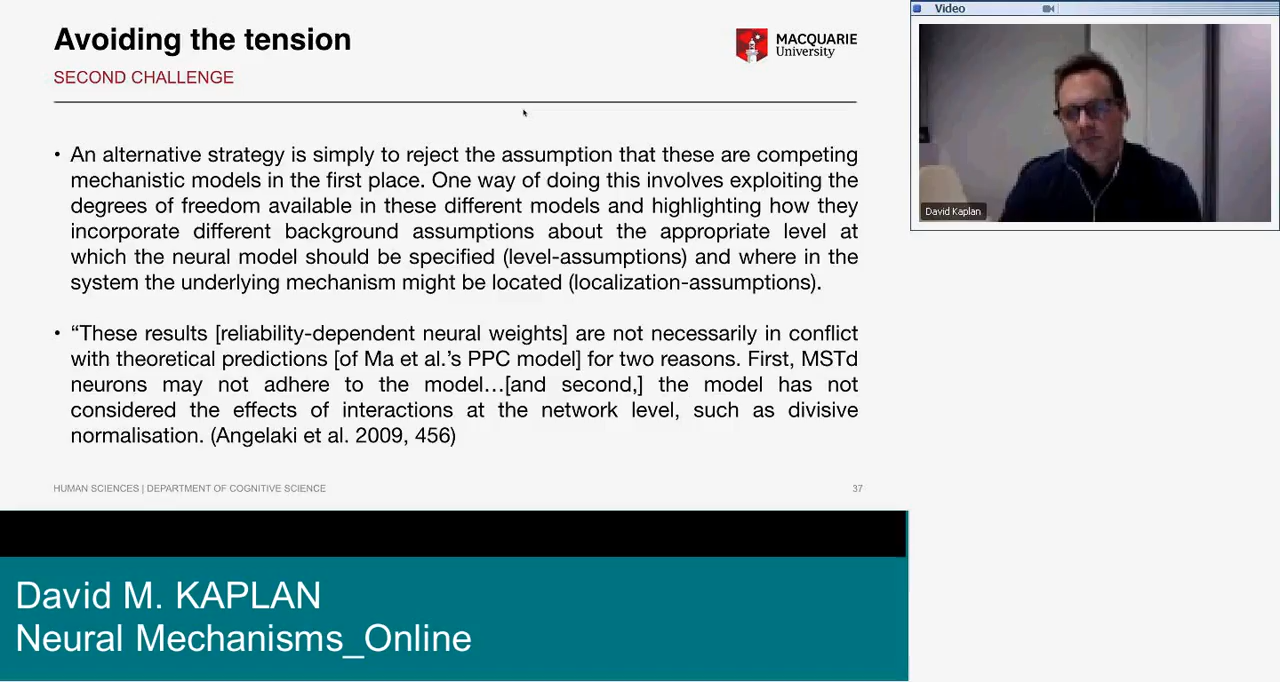 Avoiding the tension
SECOND CHALLENGE
MACQUARIE
University
• An alternative strategy is simply to reject the assumption that these are competing
mechanistic models in the first place. One way of doing this involves exploiting the
degrees of freedom available in these different models and highlighting how they
incorporate different background assumptions about the appropriate level at
which the neural model should be specified (level-assumptions) and where in the
system the underlying mechanism might be located (localization-assumptions).
• “These results [reliability-dependent neural weights] are not necessarily in conflict
with theoretical predictions [of Ma et al.’s PPC model] for two reasons. First, MSTd
neurons may not adhere to the model…[and second,] the model has not
considered the effects of interactions at the network level, such as divisive
normalisation. (Angelaki et al. 2009, 456)
HUMAN SCIENCES | DEPARTMENT OF COGNITIVE SCIENCE
37
Video
David Kaplan
David M. KAPLAN
Neural Mechanisms_Online